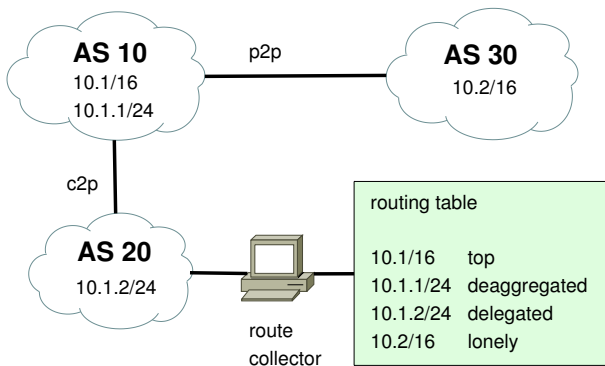 AS 10
10.1/16
10.1.1/24
p2p
AS 30
10.2/16
c2p
AS 20
10.1.2/24
route
collector
routing table
10.1/16 top
10.1.1/24 deaggregated
10.1.2/24 delegated
10.2/16 lonely